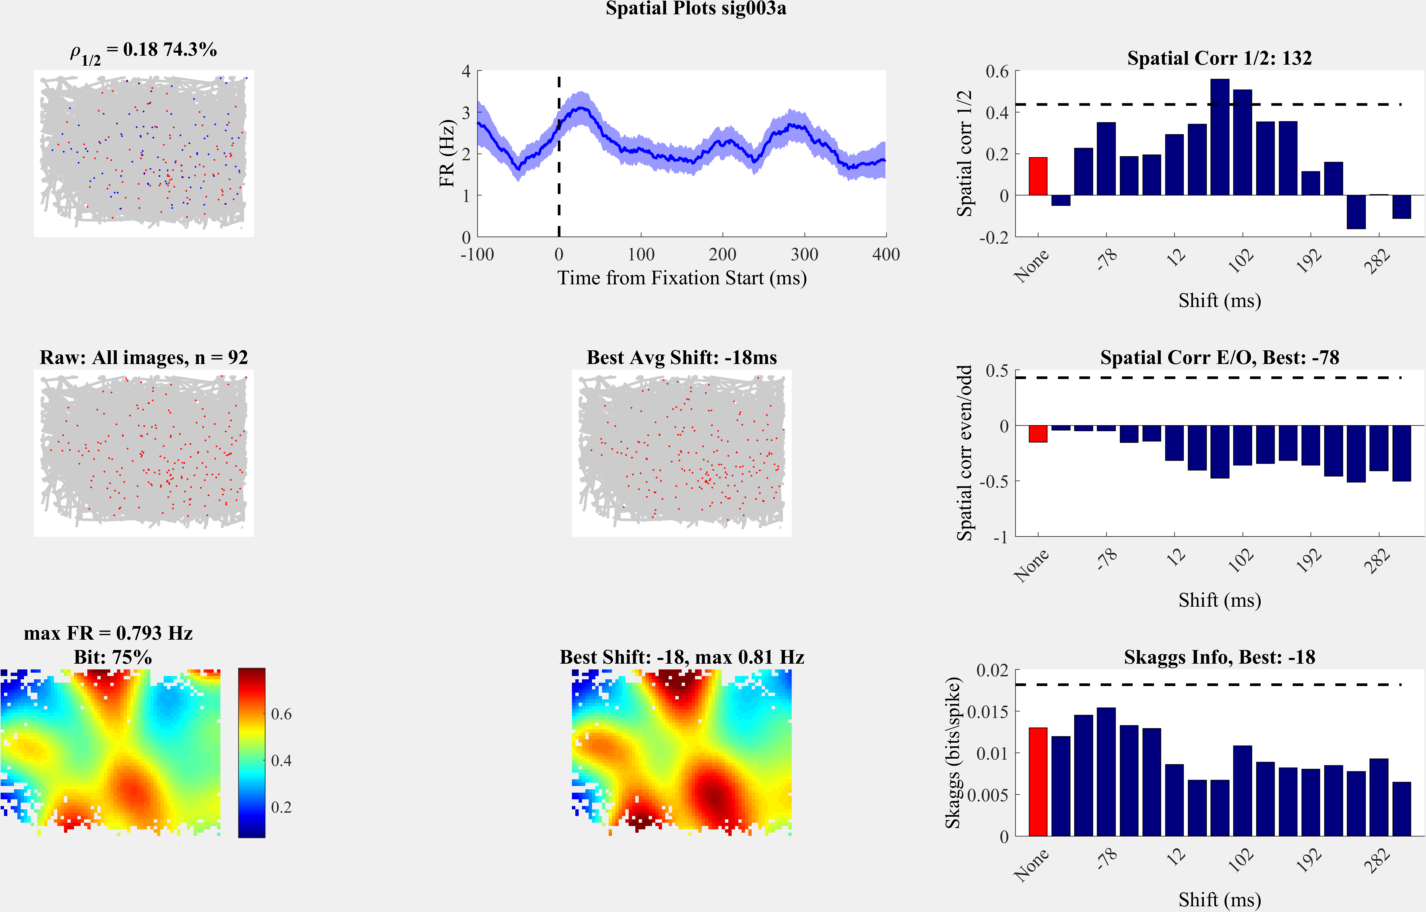 Spatial Plots sig003a
ρ1/2 = 0.18 74.3%
4
3
2
1
0
FR (Hz)
-100
0
100
200
300
400
Time from Fixation Start (ms)
Spatial Corr 1/2: 132
0.6
0.4
0.2
0
-0.2
Spatial corr 1/2
None
-78
12
102
192
282
Shift (ms)
Raw: All images, n = 92
Best Avg Shift: -18ms
Spatial Corr E/O, Best: -78
0.5
0
-0.5
-1
Spatial corr even/odd
None
-78
12
102
192
282
Shift (ms)
max FR = 0.793 Hz
Bit: 75%
0.6
0.4
0.2
Best Shift: -18, max 0.81 Hz
Skaggs Info, Best: -18
0.02
0.015
0.01
0.005
0
Skaggs (bits\spike)
None
-78
12
102
192
282
Shift (ms)